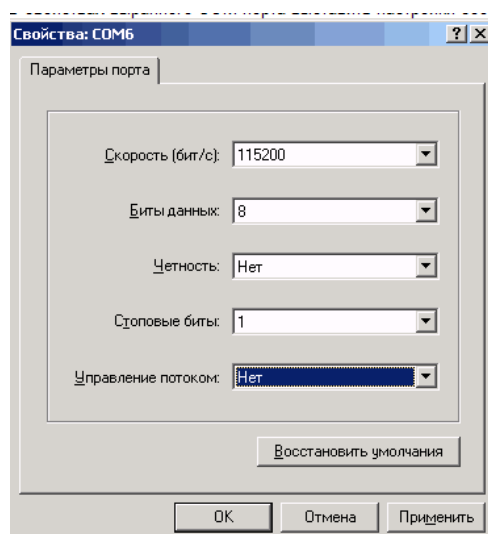 Свойства: COM6
Параметры порта
Скорость (бит/с): 115200
Биты данных: 8
Четность: Нет
Стоповые биты: 1
Управление потоком: Нет
Восстановить умолчания
OK Отмена Применить